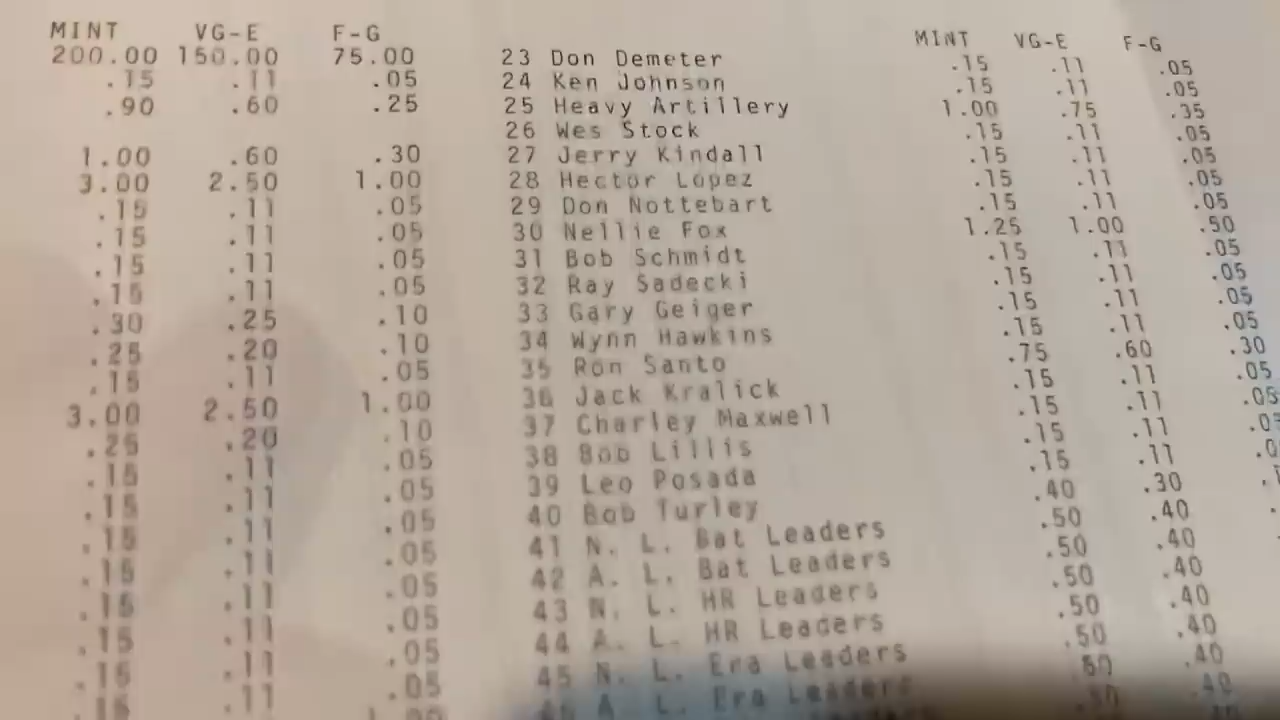 MINT VG-E F-G MINT VG-E F-G
200.00 150.00 75.00 23 Don Demeter .15 .11 .05
.15 .11 .05 24 Ken Johnson .15 .11 .05
.90 .60 .25 25 Heavy Artillery 1.00 .75 .35
26 Wes Stock .15 .11 .05
1.00 .60 .30 27 Jerry Kindall .15 .11 .05
3.00 2.50 1.00 28 Hector Lopez .15 .11 .05
.15 .11 .05 29 Don Nottebart .15 .11 .05
.15 .11 .05 30 Nellie Fox 1.25 1.00 .50
.15 .11 .05 31 Bob Schmidt .15 .11 .05
.15 .11 .05 32 Ray Sadecki .15 .11 .05
.30 .25 .10 33 Gary Geiger .15 .11 .05
.25 .20 .10 34 Wynn Hawkins .15 .11 .05
.15 .11 .05 35 Ron Santo .75 .60 .30
3.00 2.50 1.00 36 Jack Kralick .15 .11 .05
.25 .20 .10 37 Charley Maxwell .15 .11 .05
.15 .11 .05 38 Bob Lillis .15 .11
.15 .11 .05 39 Leo Posada .15 .11
.15 .11 .05 40 Bob Turley .40 .30
.15 .11 .05 41 N. L. Bat Leaders .50 .40
.15 .11 .05 42 A. L. Bat Leaders .50 .40
.15 .11 .05 43 N. L. HR Leaders .50 .40
.15 .11 .05 44 A. L. HR Leaders .50 .40
.15 .11 .05 45 N. L. Era Leaders .50 .40
46 A. L. Era Leaders .50 .40